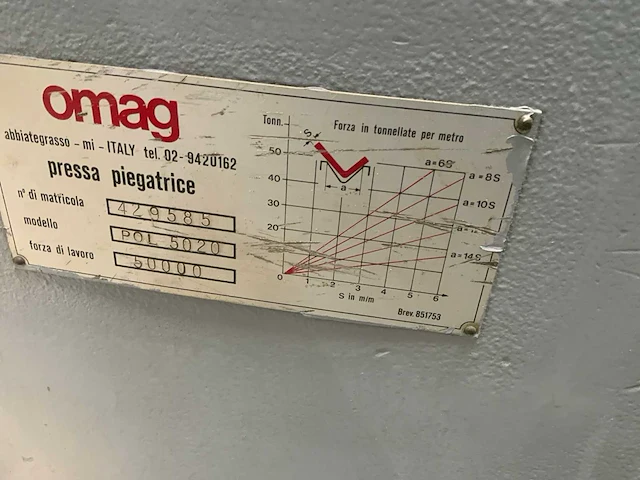 omag
abbiategrasso - mi - ITALY tel. 02-9420162
pressa piegatrice
n° di matricola 429585
modello POL 5020
forza di lavoro 50000
Tonn. Forza in tonnellate per metro
S
a
50
40
30
20
0 1 2 3 4 5 6
S in m/m
a=6S
a=8S
a=10S
a=14S
Brev. 851753